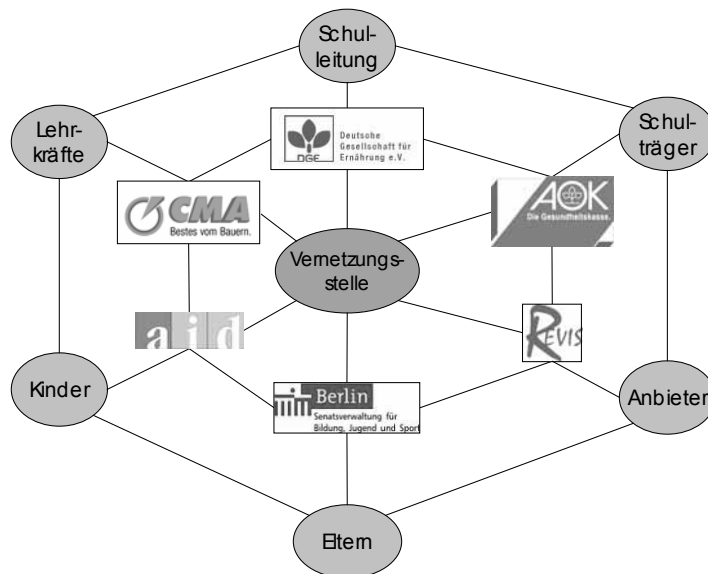 Schul-
leitung
Lehr-
kräfte
Schul-
träger
DGE
Deutsche
Gesellschaft für
Ernährung e.V.
CMA
Bestes vom Bauern.
AOK
Die Gesundheitskasse.
Vernetzungs-
stelle
aid
REVIS
Kinder
Berlin
Senatsverwaltung für
Bildung, Jugend und Sport
Anbieter
Eltern